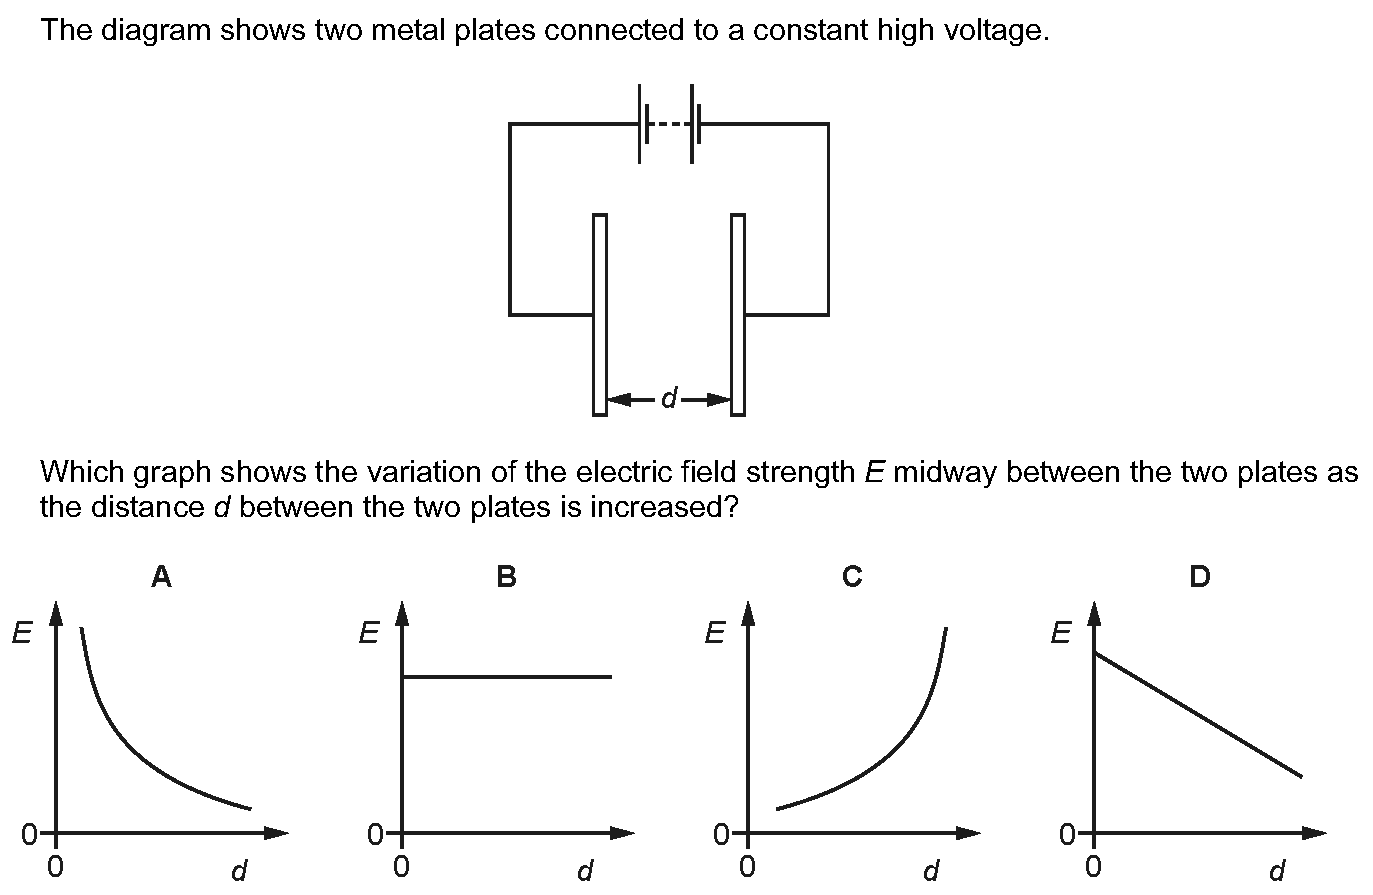 The diagram shows two metal plates connected to a constant high voltage.
d
Which graph shows the variation of the electric field strength E midway between the two plates as
the distance d between the two plates is increased?
A B C D
E E E E
0 0 0 0
0 d 0 d 0 d 0 d